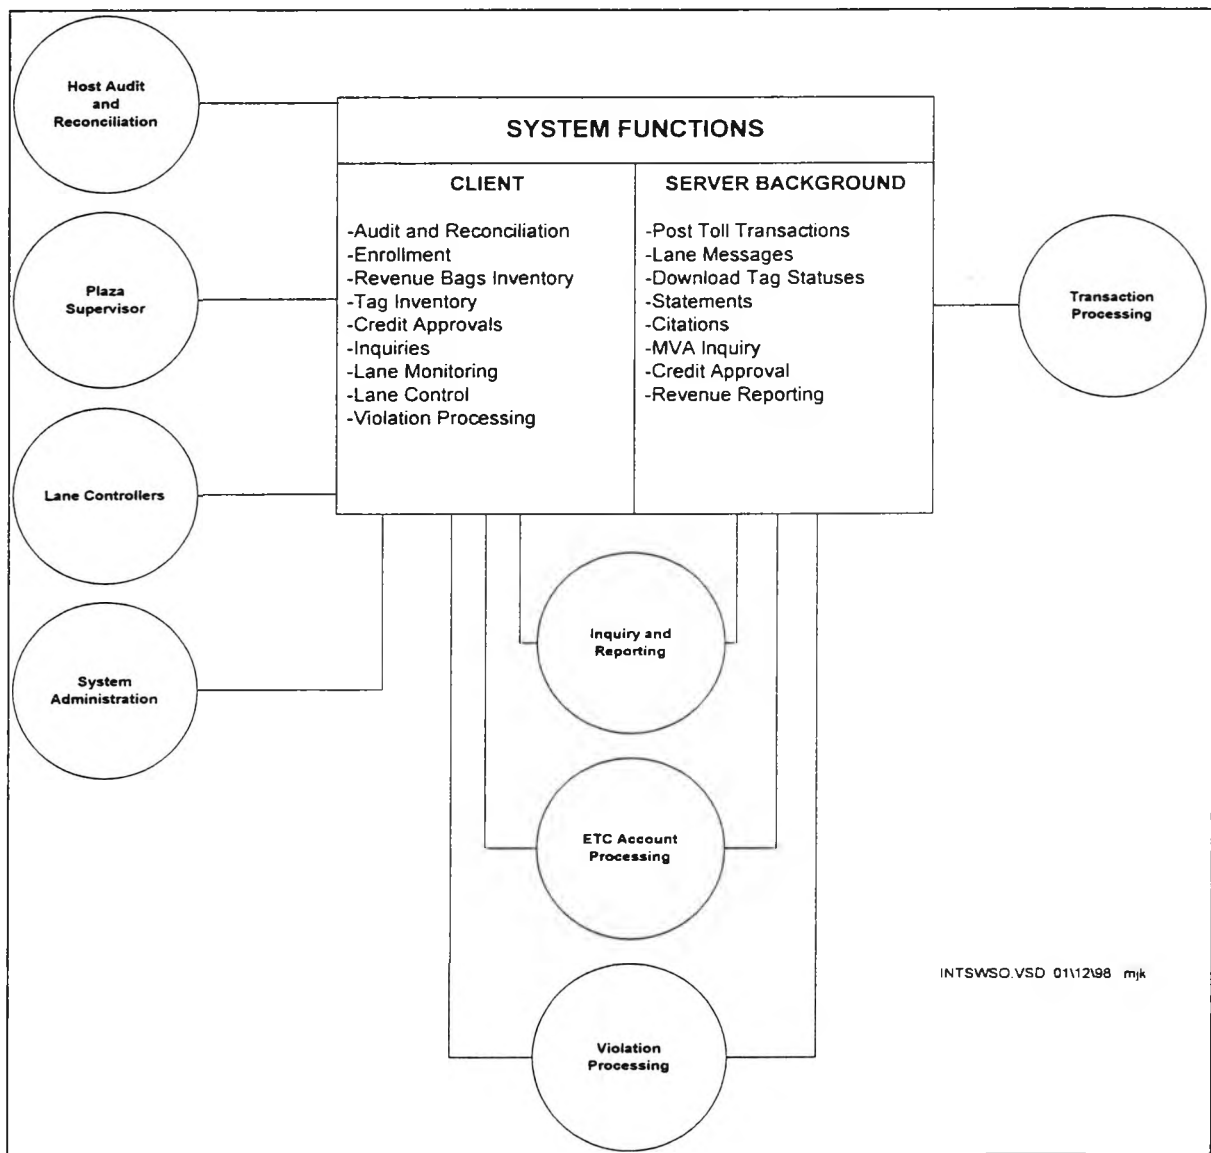 Host Audit
and
Reconciliation
SYSTEM FUNCTIONS
CLIENT
-Audit and Reconciliation
-Enrollment
-Revenue Bags Inventory
-Tag Inventory
-Credit Approvals
-Inquiries
-Lane Monitoring
-Lane Control
-Violation Processing
SERVER BACKGROUND
-Post Toll Transactions
-Lane Messages
-Download Tag Statuses
-Statements
-Citations
-MVA Inquiry
-Credit Approval
-Revenue Reporting
Plaza
Supervisor
Transaction
Processing
Lane Controllers
System
Administration
Inquiry and
Reporting
ETC Account
Processing
Violation
Processing
INTSWSO.VSD 01\12\98 mjk